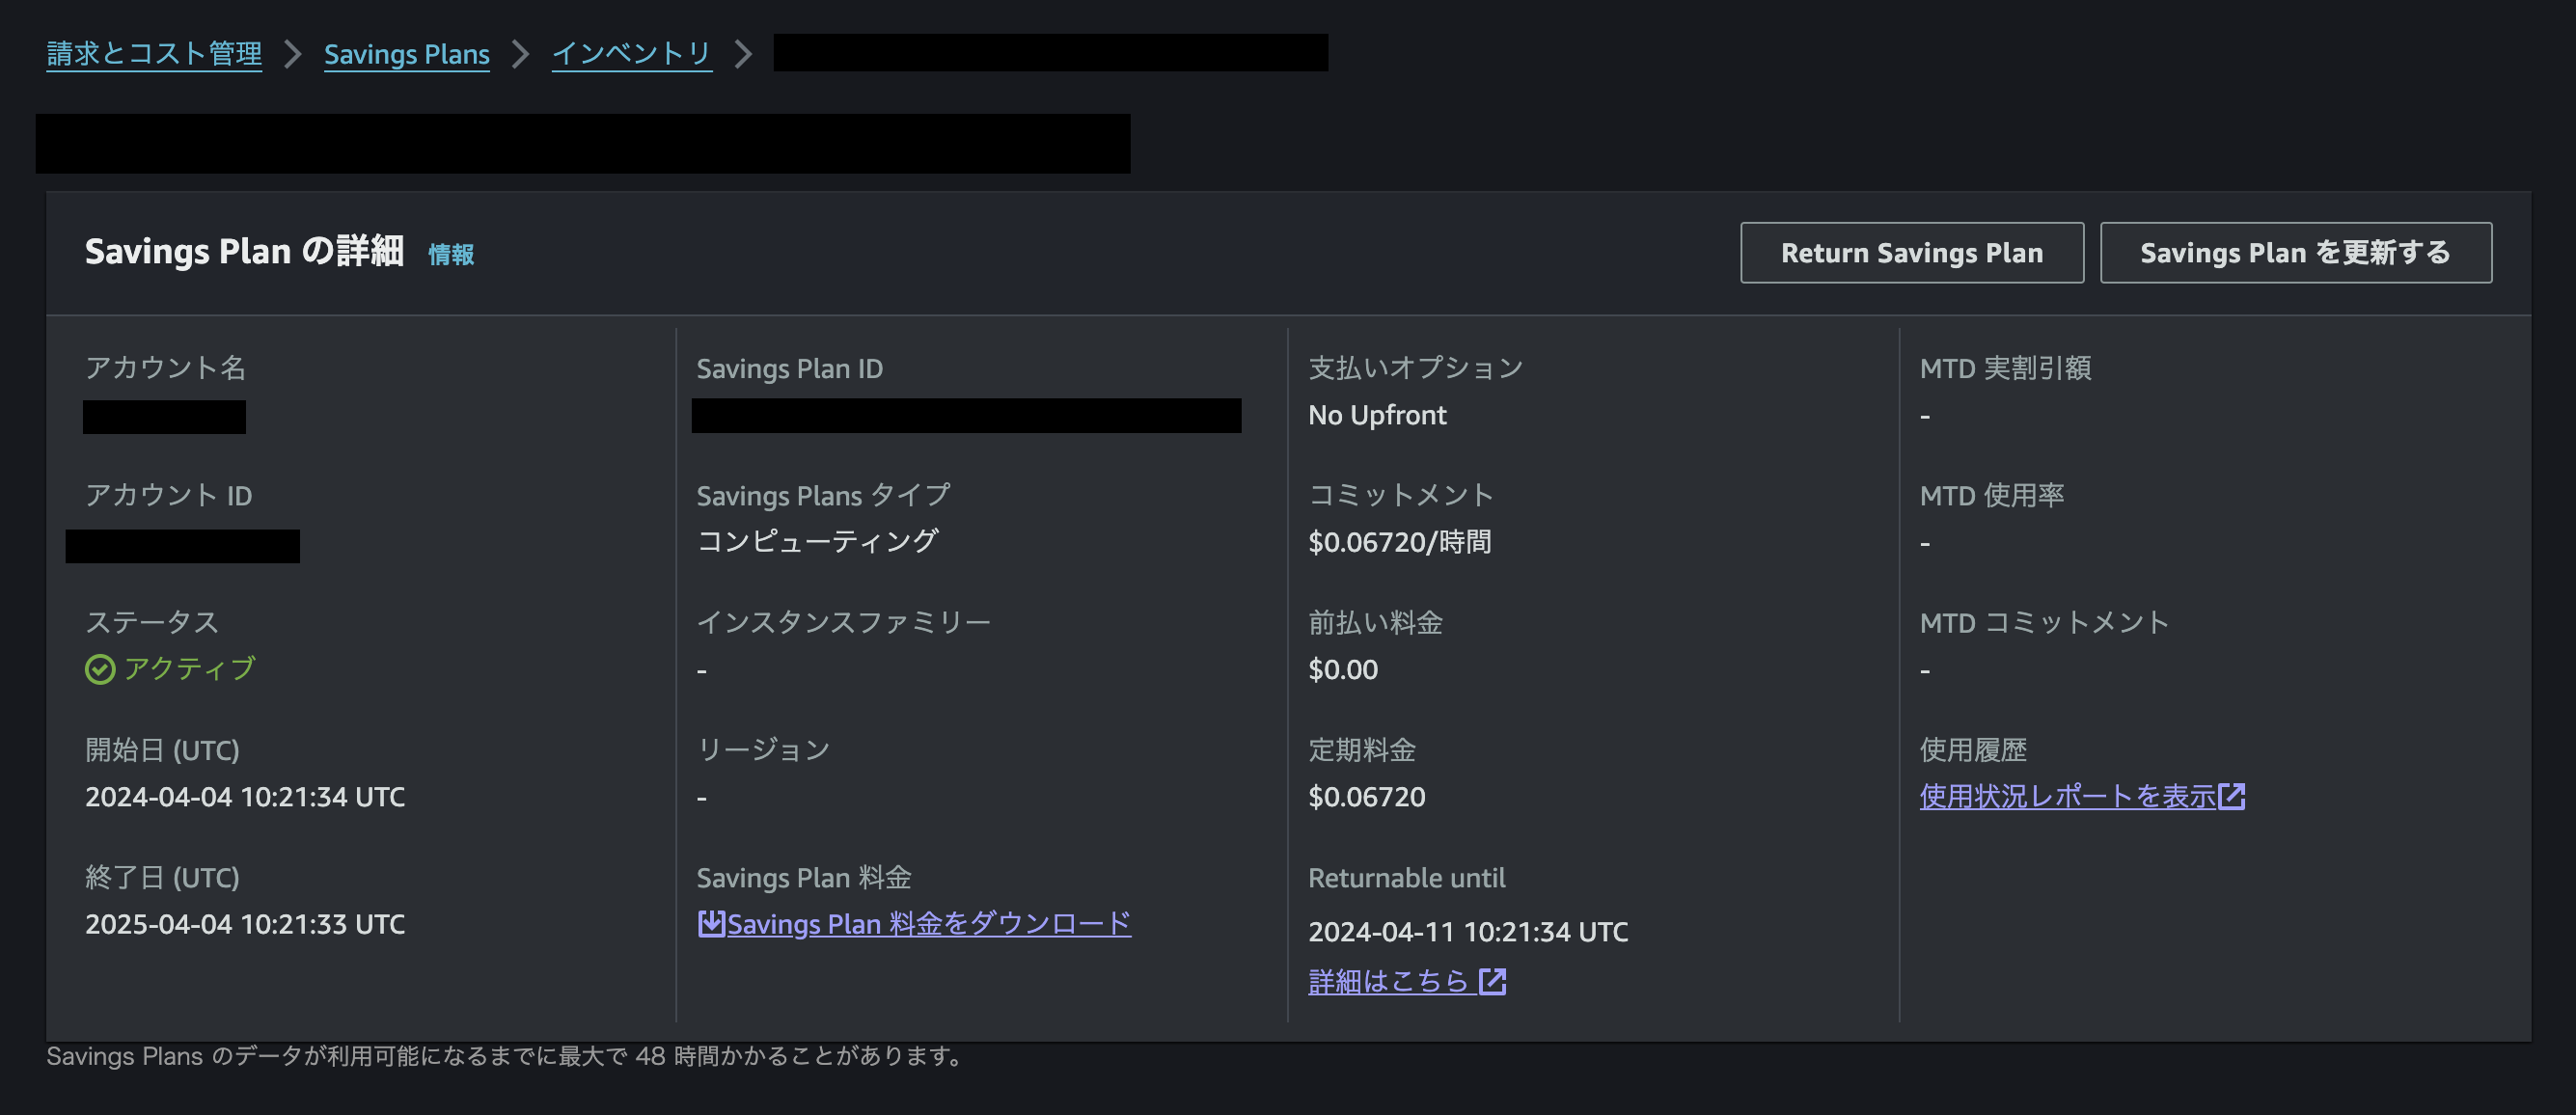 請求とコスト管理 > Savings Plans > インベントリ >
Savings Plan の詳細 情報
Return Savings Plan
Savings Plan を更新する
アカウント名
アカウント ID
ステータス
アクティブ
開始日 (UTC)
2024-04-04 10:21:34 UTC
終了日 (UTC)
2025-04-04 10:21:33 UTC
Savings Plan ID
Savings Plans タイプ
コンピューティング
インスタンスファミリー
-
リージョン
-
Savings Plan 料金
Savings Plan 料金をダウンロード
支払いオプション
No Upfront
コミットメント
$0.06720/時間
前払い料金
$0.00
定期料金
$0.06720
Returnable until
2024-04-11 10:21:34 UTC
詳細はこちら
MTD 実割引額
-
MTD 使用率
-
MTD コミットメント
-
使用履歴
使用状況レポートを表示
Savings Plans のデータが利用可能になるまでに最大で 48 時間かかることがあります。